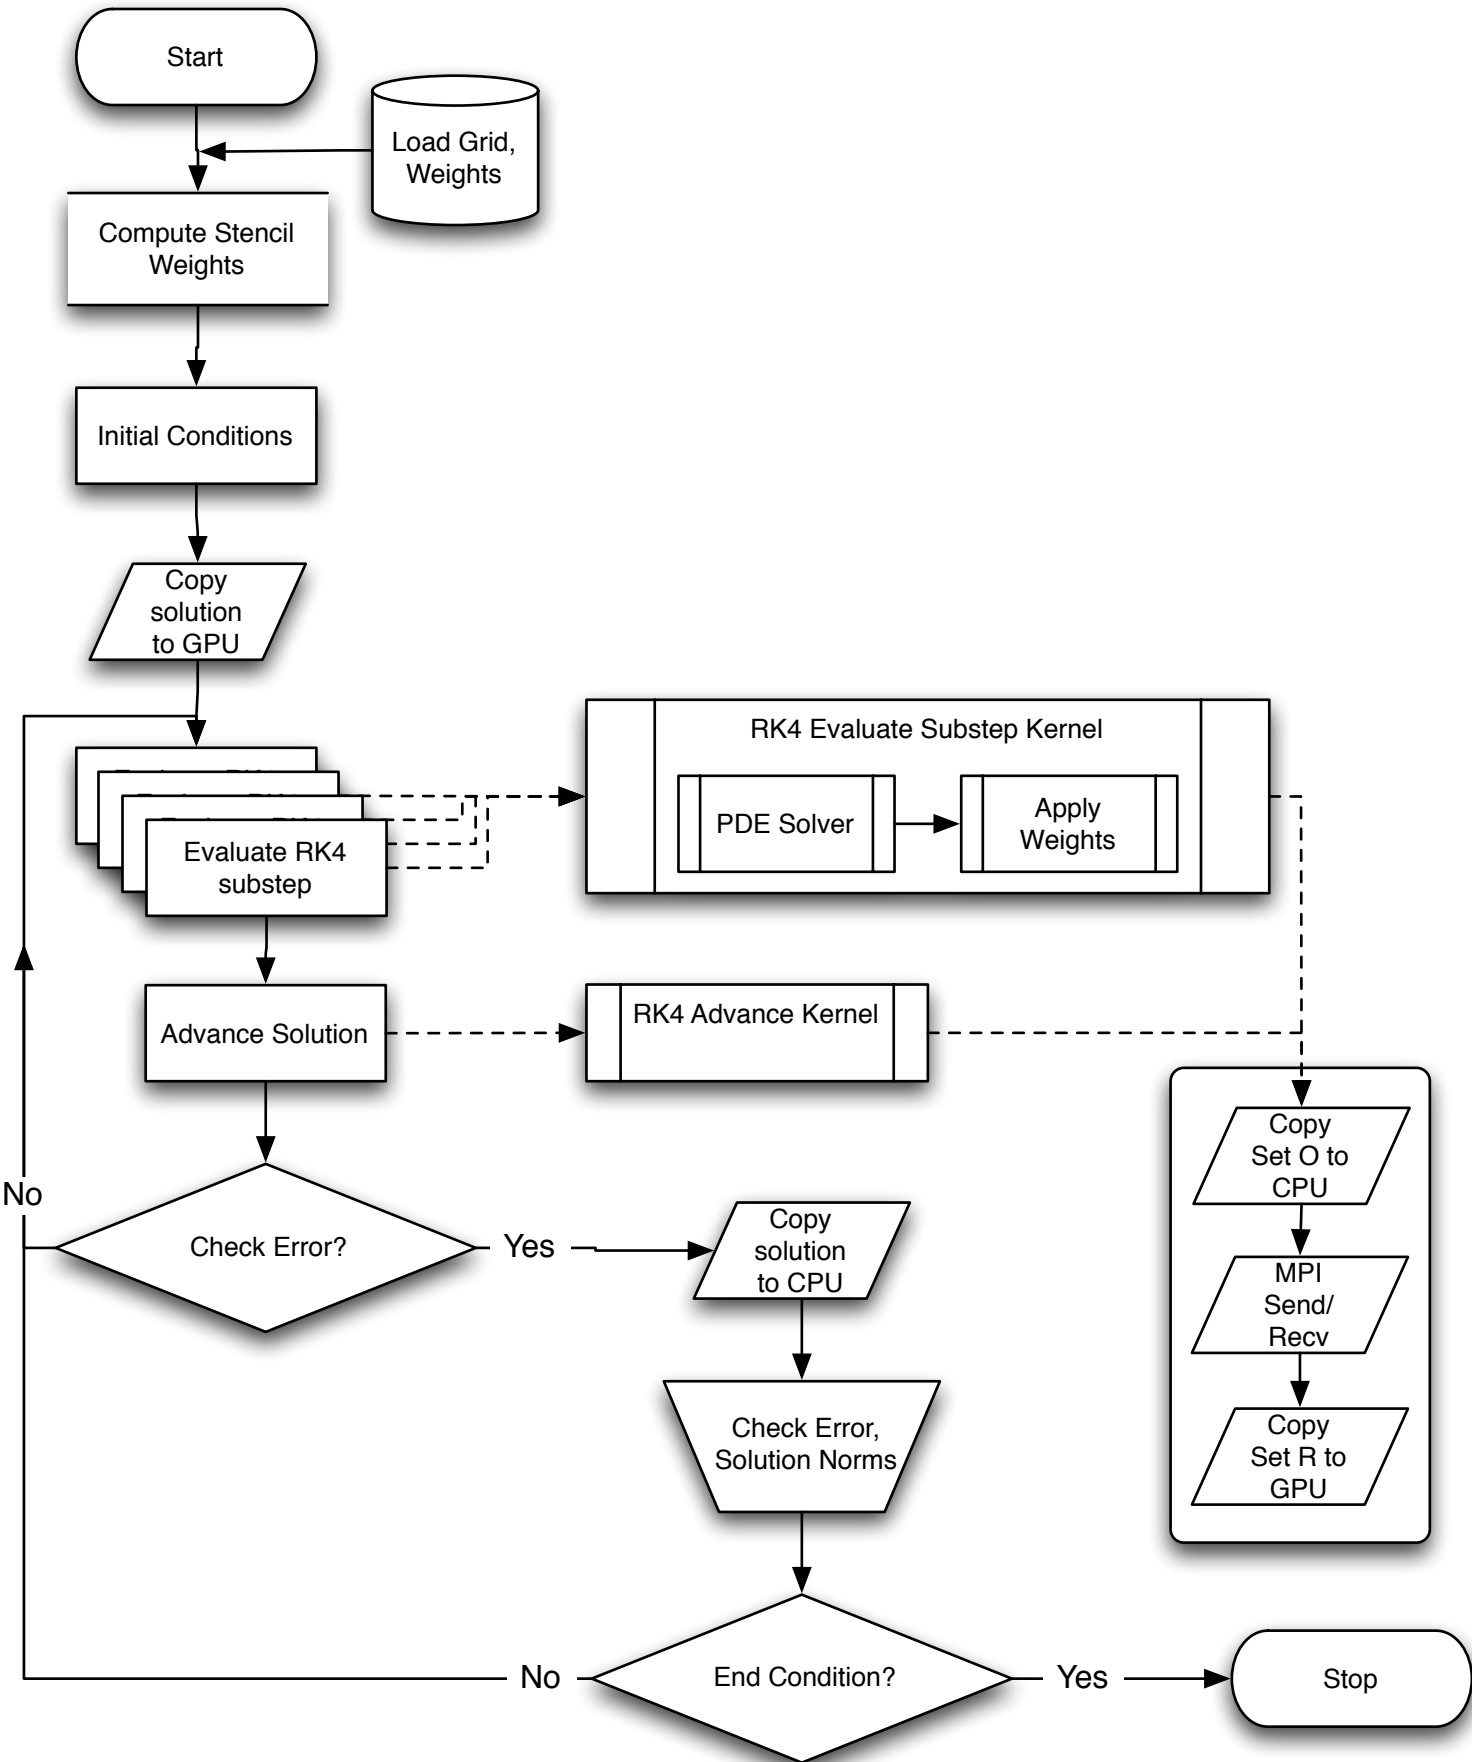 Start
Load Grid,
Weights
Compute Stencil
Weights
Initial Conditions
Copy
solution
to GPU
RK4 Evaluate Substep Kernel
PDE Solver
Apply
Weights
Evaluate RK4
substep
Advance Solution
RK4 Advance Kernel
Copy
Set O to
CPU
No
Check Error?
Yes
Copy
solution
to CPU
MPI
Send/
Recv
Check Error,
Solution Norms
Copy
Set R to
GPU
No
End Condition?
Yes
Stop